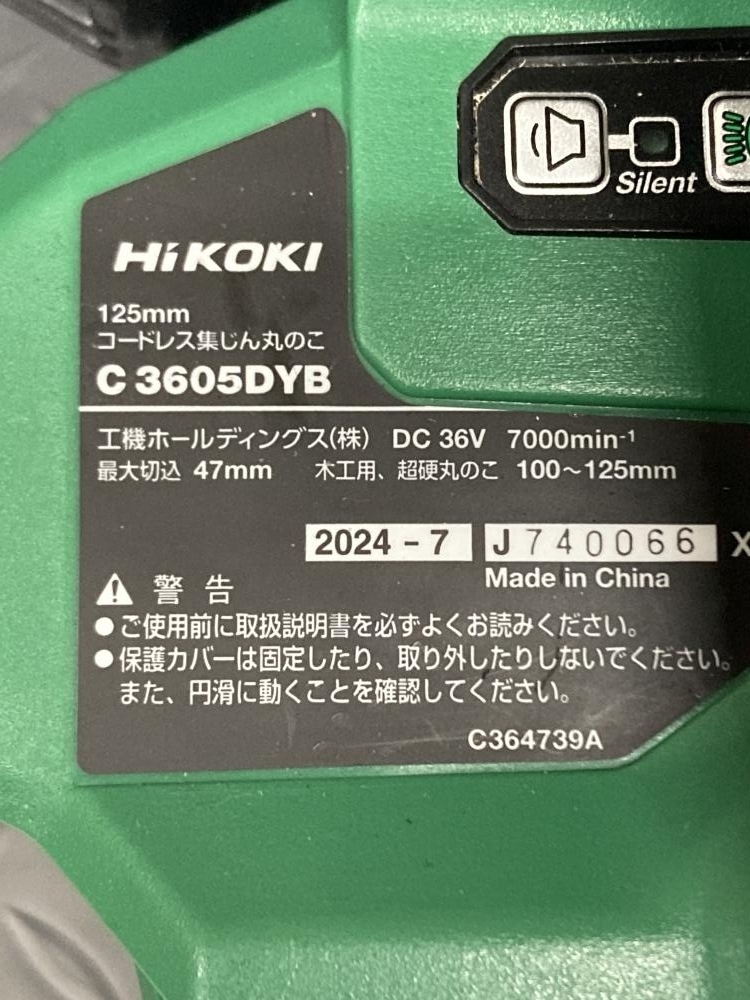 Silent
HiKOKI
125mm
コードレス集じん丸のこ
C 3605DYB
工機ホールディングス(株) DC 36V 7000min⁻¹
最大切込 47mm 木工用、超硬丸のこ 100～125mm
2024 - 7 J740066 X
Made in China
警告
●ご使用前に取扱説明書を必ずよくお読みください。
●保護カバーは固定したり、取り外したりしないでください。
また、円滑に動くことを確認してください。
C364739A